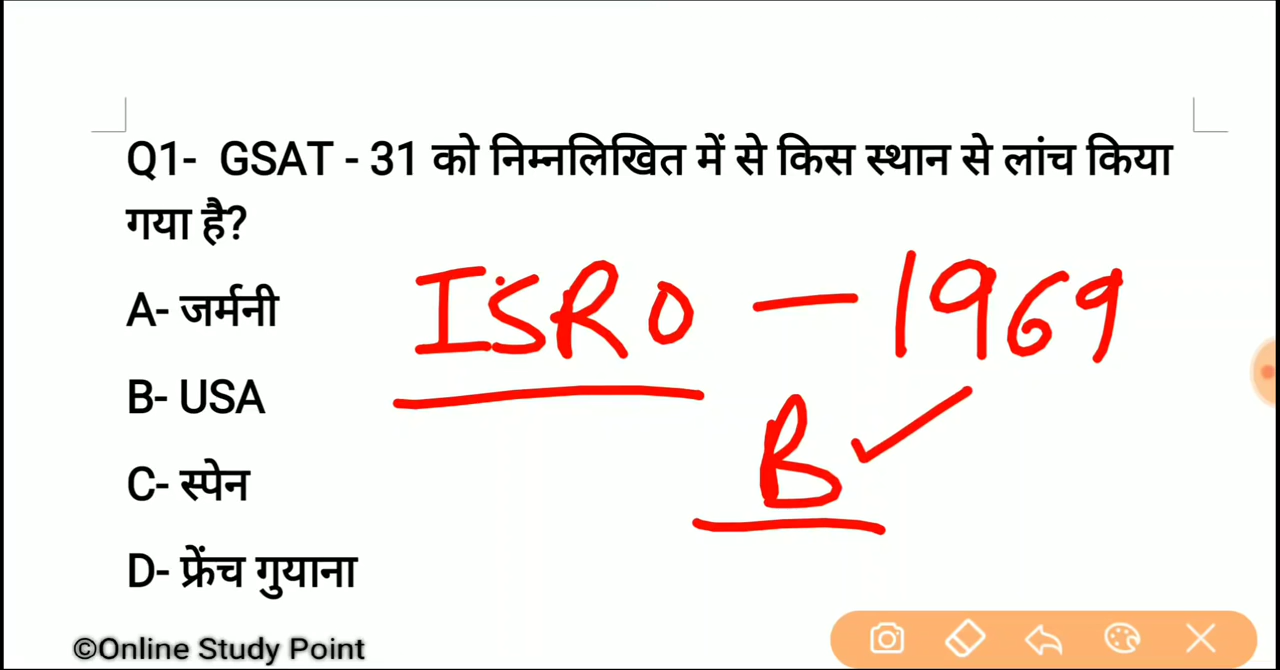 Q1- GSAT - 31 को निम्नलिखित में से किस स्थान से लांच किया
गया है?
A- जर्मनी
ISRO - 1969
B- USA
B
C- स्पेन
D- फ्रेंच गुयाना
©Online Study Point